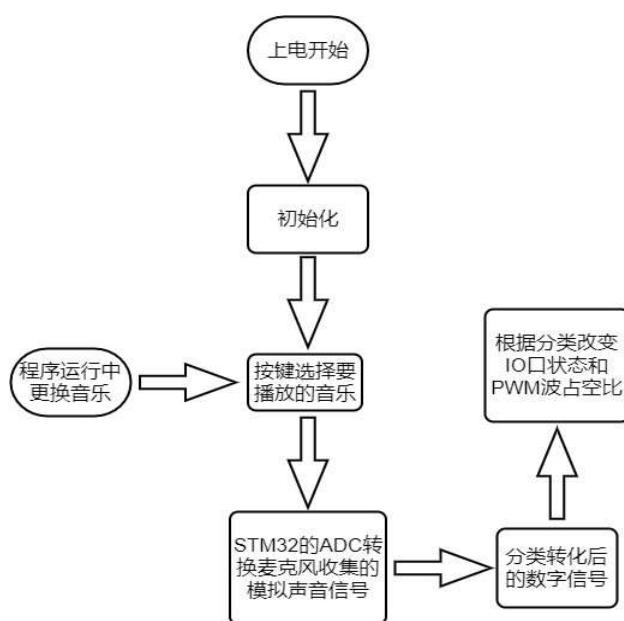 上电开始
初始化
程序运行中
更换音乐
按键选择要
播放的音乐
根据分类改变
IO口状态和
PWM波占空比
STM32的ADC转
换麦克风收集的
模拟声音信号
分类转化后
的数字信号